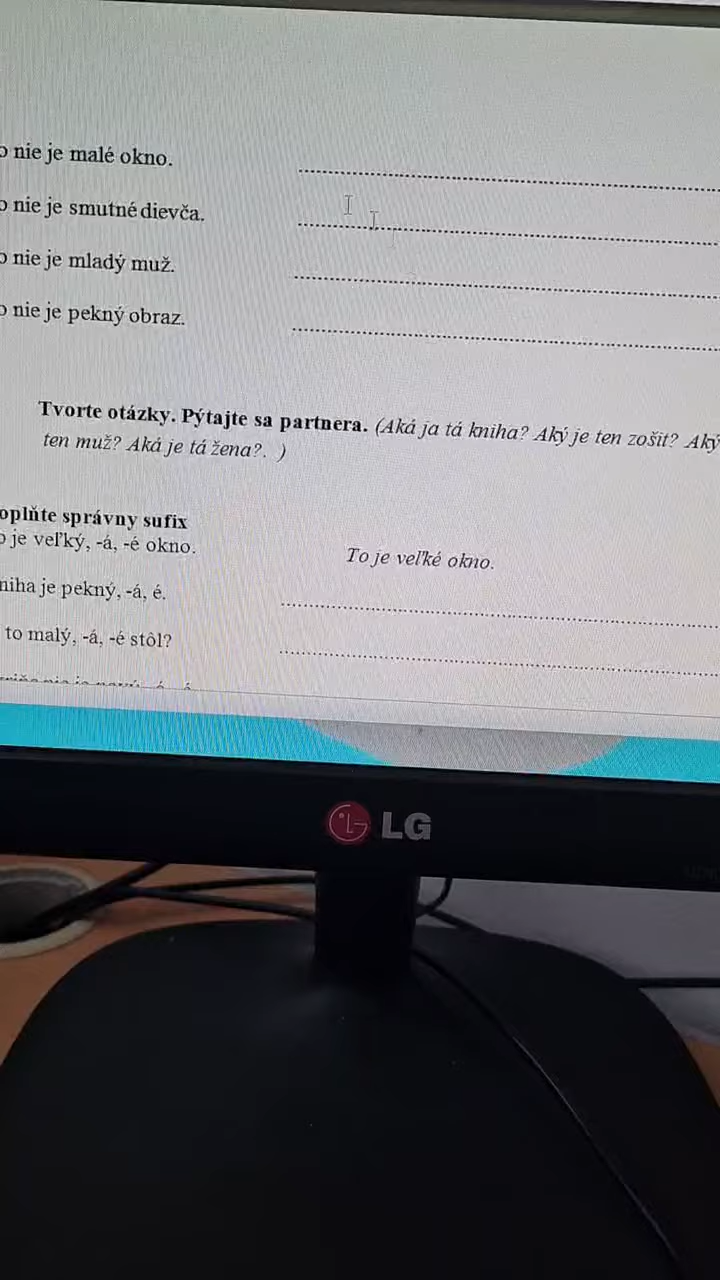 o nie je malé okno.
o nie je smutné dievča.
o nie je mladý muž.
o nie je pekný obraz.
Tvorte otázky. Pýtajte sa partnera. (Aká ja tá kniha? Aký je ten zošit? Aký
ten muž? Aká je tá žena?. )
oplňte správny sufix
o je veľký, -á, -é okno. To je veľké okno.
niha je pekný, -á, é.
to malý, -á, -é stôl?
LG